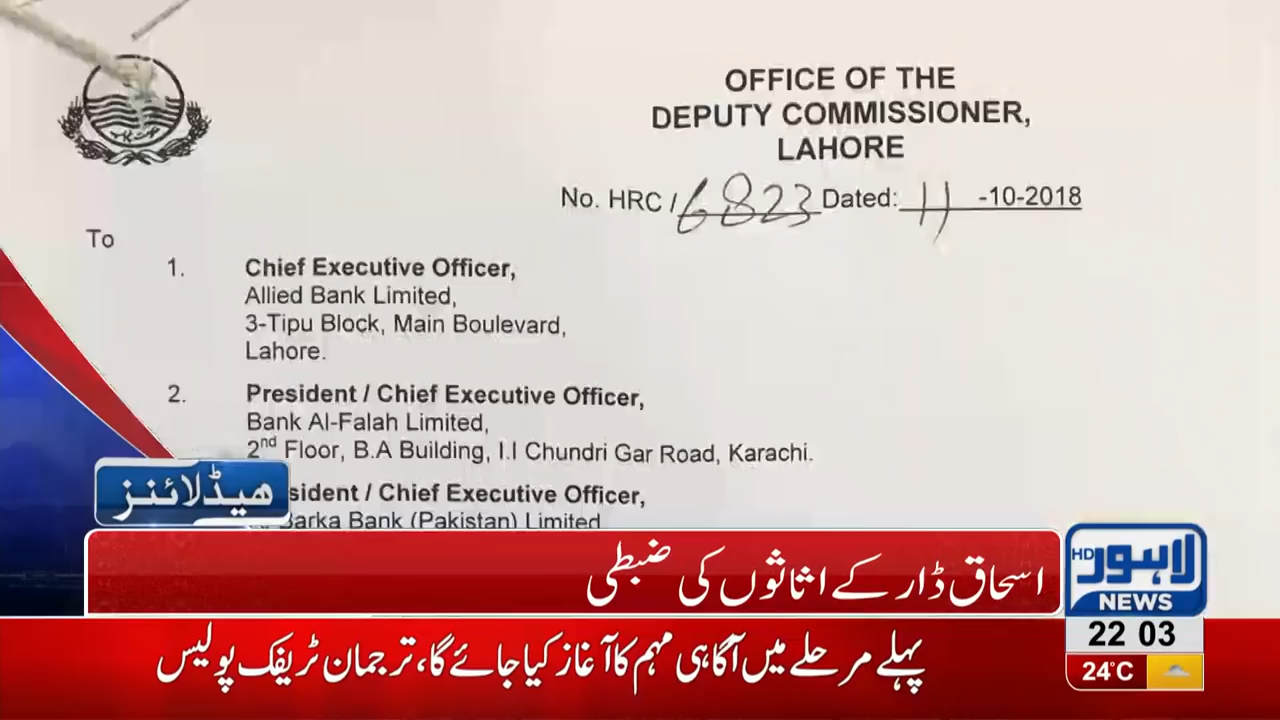 OFFICE OF THE
DEPUTY COMMISSIONER,
LAHORE
No. HRC / 6823 Dated: 11 -10-2018
To
1. Chief Executive Officer,
Allied Bank Limited,
3-Tipu Block, Main Boulevard,
Lahore.
2. President / Chief Executive Officer,
Bank Al-Falah Limited,
2nd Floor, B.A Building, I.I Chundri Gar Road, Karachi.
sident / Chief Executive Officer,
Barka Bank (Pakistan) Limited
ھیڈلائنز
اسحاق ڈار کے اثاثوں کی ضبطی
لاہور HD
NEWS
22 03
24°C
پہلے مرحلے میں آگاہی مہم کا آغاز کیا جائے گا، ترجمان ٹریفک پولیس